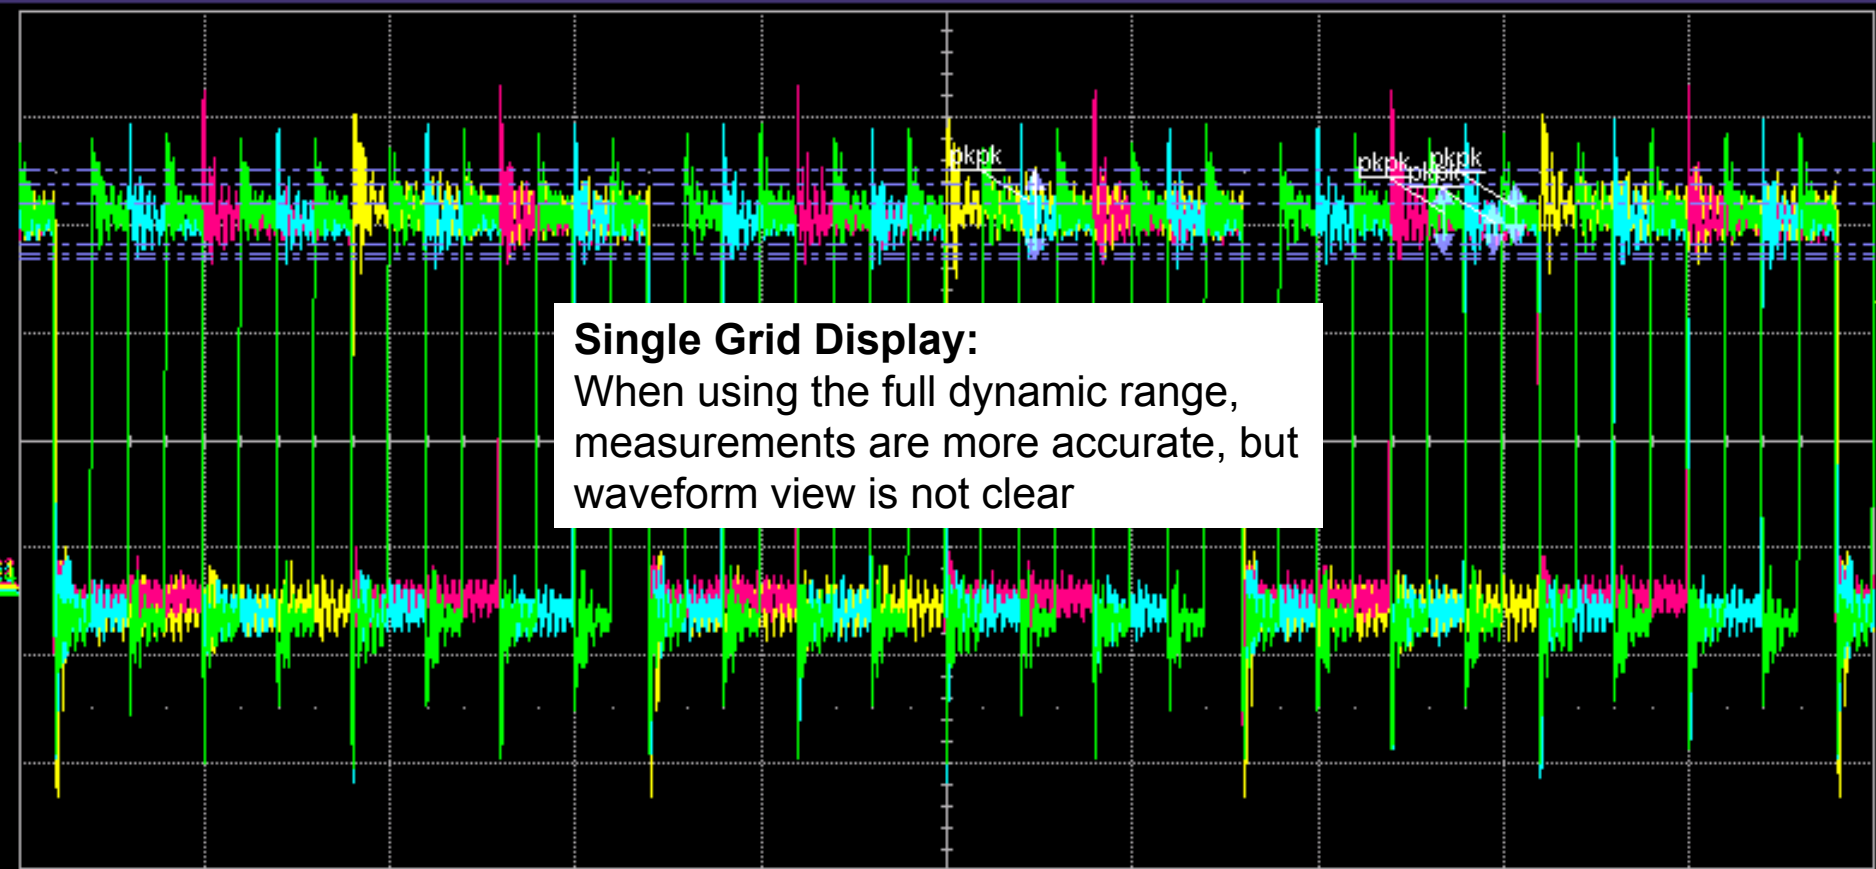 pkpk
pkpk
pkpk
pkpk
Single Grid Display:
When using the full dynamic range,
measurements are more accurate, but
waveform view is not clear